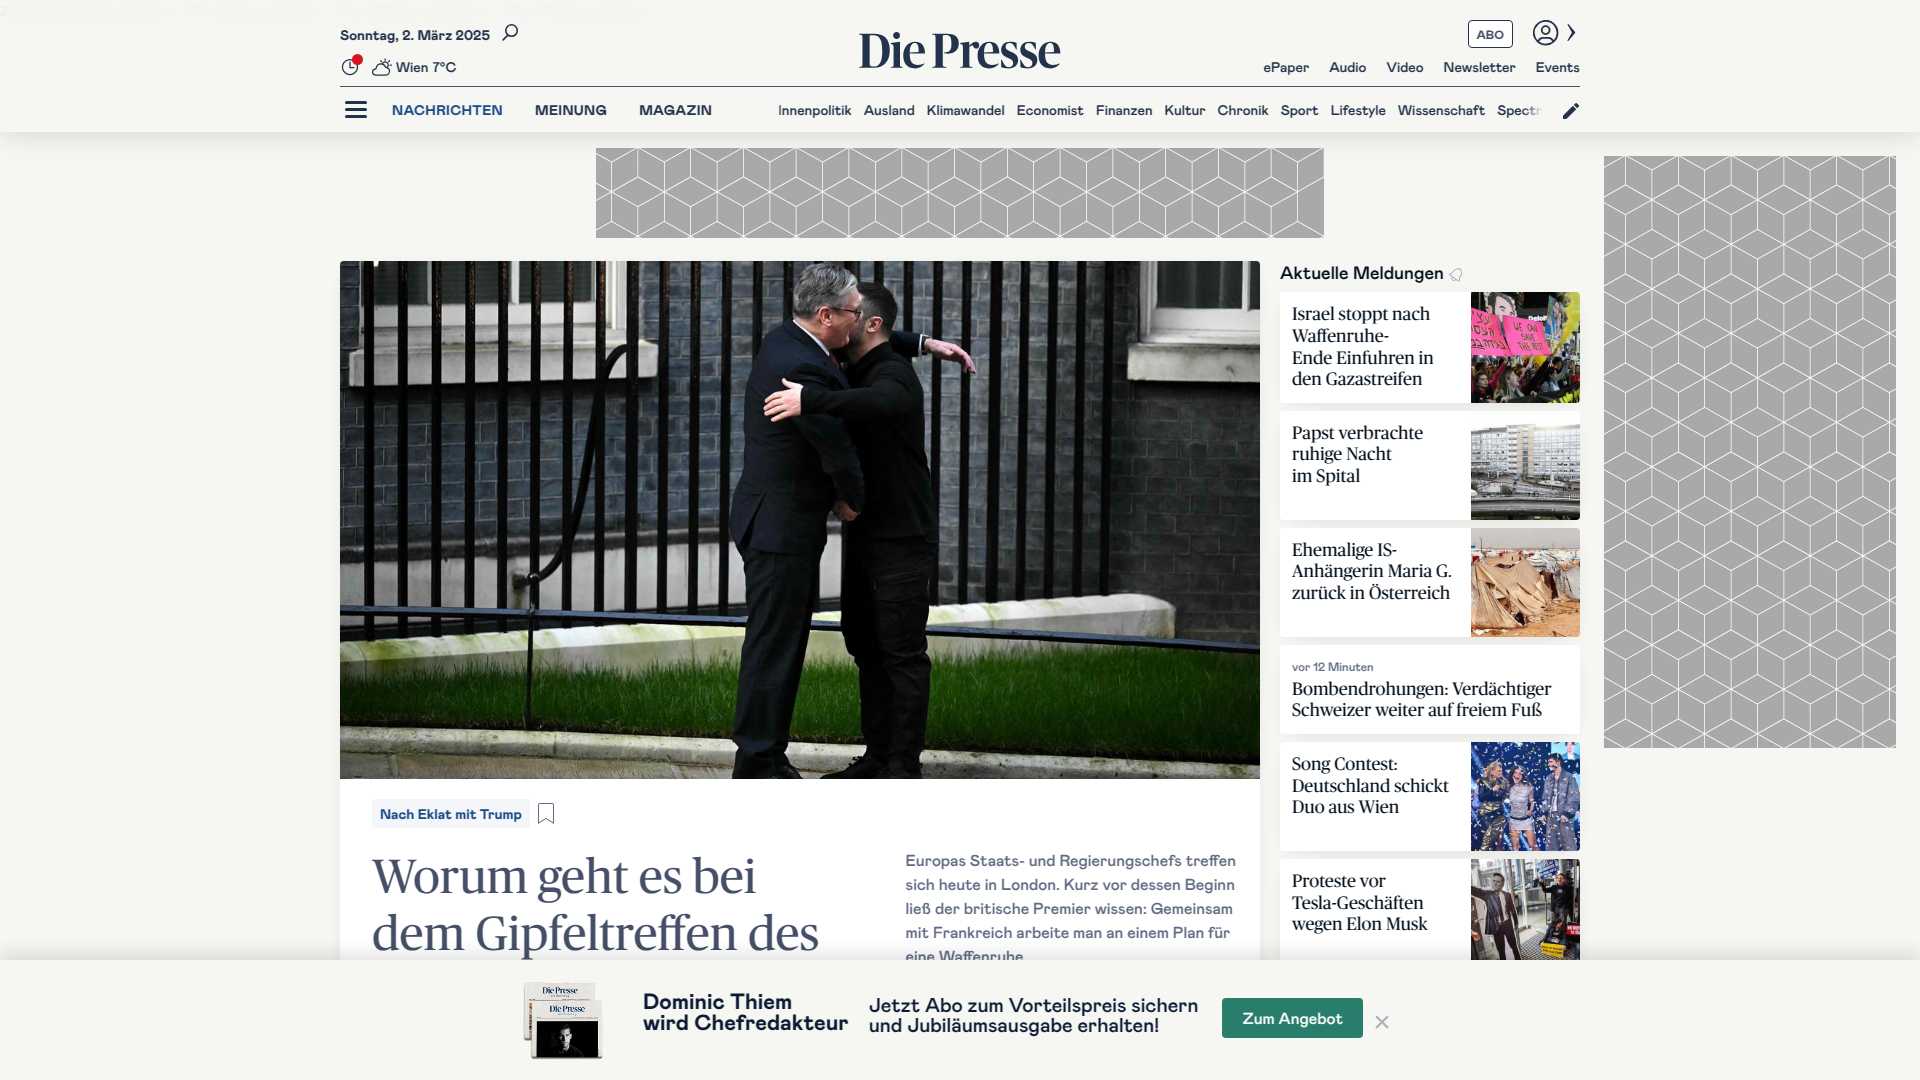 Sonntag, 2. März 2025
Wien 7°C
Die Presse
ABO
ePaper Audio Video Newsletter Events
NACHRICHTEN MEINUNG MAGAZIN
Innenpolitik Ausland Klimawandel Economist Finanzen Kultur Chronik Sport Lifestyle Wissenschaft Spectr
Aktuelle Meldungen
Israel stoppt nach
Waffenruhe-
Ende Einfuhren in
den Gazastreifen
WE CAN
SAVE
THE REST
Papst verbrachte
ruhige Nacht
im Spital
Ehemalige IS-
Anhängerin Maria G.
zurück in Österreich
vor 12 Minuten
Bombendrohungen: Verdächtiger
Schweizer weiter auf freiem Fuß
Song Contest:
Deutschland schickt
Duo aus Wien
Proteste vor
Tesla-Geschäften
wegen Elon Musk
Nach Eklat mit Trump
Worum geht es bei
dem Gipfeltreffen des
Europas Staats- und Regierungschefs treffen
sich heute in London. Kurz vor dessen Beginn
ließ der britische Premier wissen: Gemeinsam
mit Frankreich arbeite man an einem Plan für
eine Waffenruhe.
Die Presse
Die Presse
Dominic Thiem
wird Chefredakteur
Jetzt Abo zum Vorteilspreis sichern
und Jubiläumsausgabe erhalten!
Zum Angebot